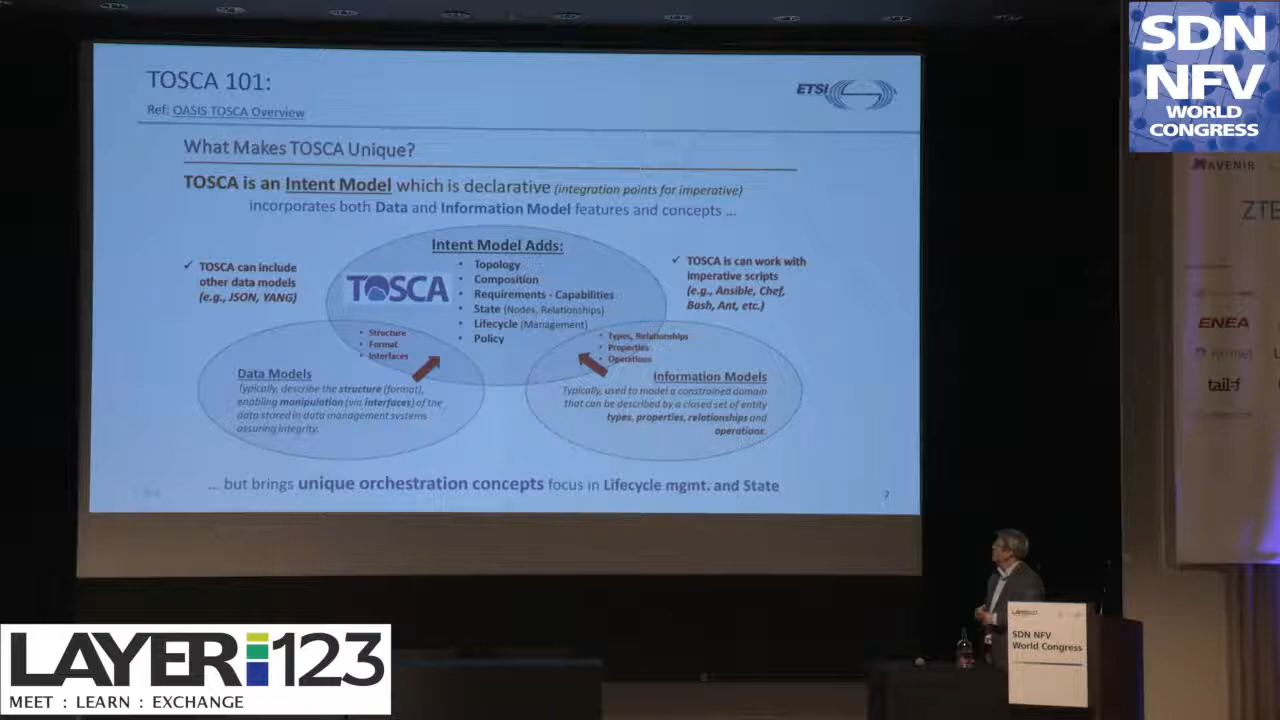 TOSCA 101:
Ref: OASIS TOSCA Overview
ETSI
What Makes TOSCA Unique?
TOSCA is an Intent Model which is declarative (integration points for imperative)
incorporates both Data and Information Model features and concepts ...
✓ TOSCA can include
other data models
(e.g., JSON, YANG)
Intent Model Adds:
TOSCA
• Topology
• Composition
• Requirements - Capabilities
• State (Nodes, Relationships)
• Lifecycle (Management)
• Policy
✓ TOSCA is can work with
imperative scripts
(e.g., Ansible, Chef,
Bash, Ant, etc.)
• Structure
• Format
• Interfaces
• Types, Relationships
• Properties
• Operations
Data Models
Typically, describe the structure (format),
enabling manipulation (via interfaces) of the
data stored in data management systems
assuring integrity.
Information Models
Typically, used to model a constrained domain
that can be described by a closed set of entity
types, properties, relationships and
operations.
... but brings unique orchestration concepts focus in Lifecycle mgmt. and State
7
SDN
NFV
WORLD
CONGRESS
MAVENIR
ZTE
ENEA
tail-f
LAYER123
SDN NFV
World Congress
LAYER 123
MEET : LEARN : EXCHANGE